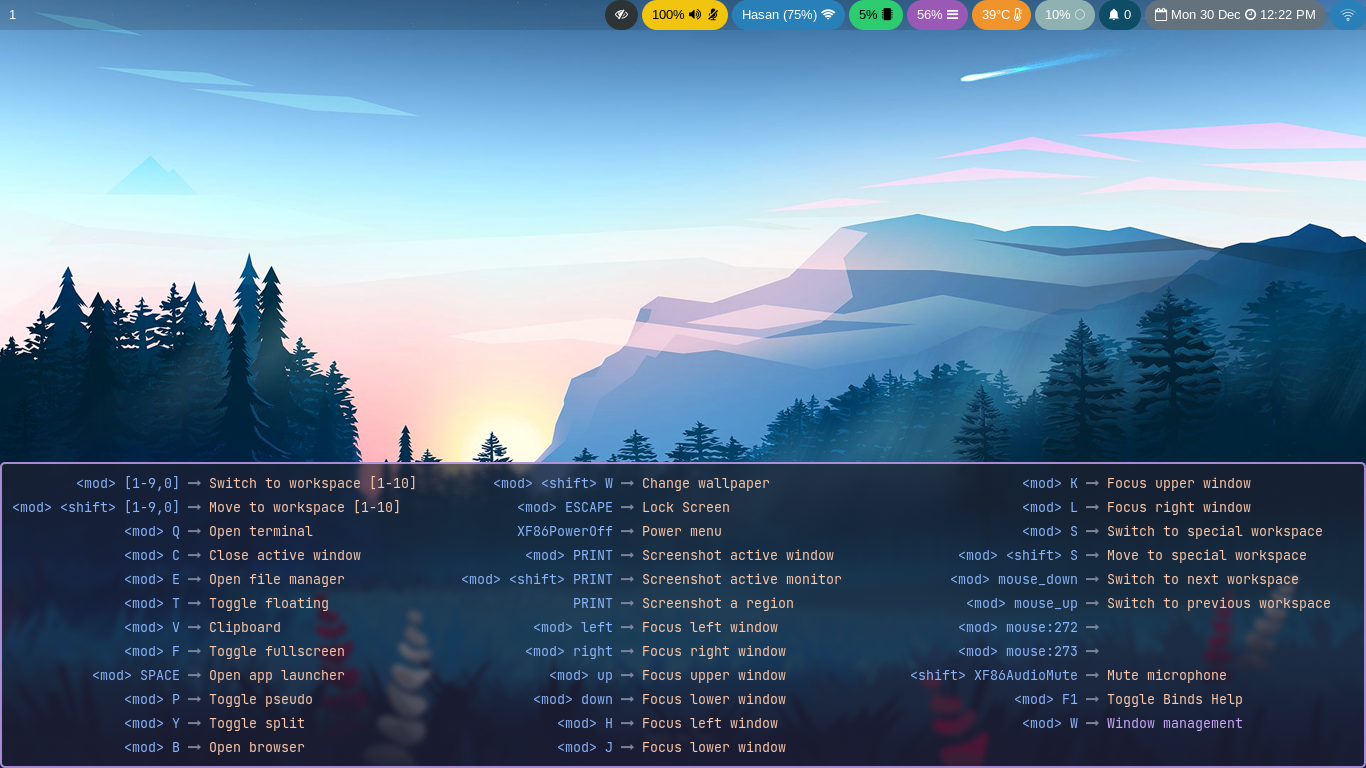 1
100%
Hasan (75%)
5%
56%
39°C
10%
0
Mon 30 Dec 12:22 PM
<mod> [1-9,0] → Switch to workspace [1-10]
<mod> <shift> [1-9,0] → Move to workspace [1-10]
<mod> Q → Open terminal
<mod> C → Close active window
<mod> E → Open file manager
<mod> T → Toggle floating
<mod> V → Clipboard
<mod> F → Toggle fullscreen
<mod> SPACE → Open app launcher
<mod> P → Toggle pseudo
<mod> Y → Toggle split
<mod> B → Open browser
<mod> <shift> W → Change wallpaper
<mod> ESCAPE → Lock Screen
XF86PowerOff → Power menu
<mod> PRINT → Screenshot active window
<mod> <shift> PRINT → Screenshot active monitor
PRINT → Screenshot a region
<mod> left → Focus left window
<mod> right → Focus right window
<mod> up → Focus upper window
<mod> down → Focus lower window
<mod> H → Focus left window
<mod> J → Focus lower window
<mod> K → Focus upper window
<mod> L → Focus right window
<mod> S → Switch to special workspace
<mod> <shift> S → Move to special workspace
<mod> mouse_down → Switch to next workspace
<mod> mouse_up → Switch to previous workspace
<mod> mouse:272 →
<mod> mouse:273 →
<shift> XF86AudioMute → Mute microphone
<mod> F1 → Toggle Binds Help
<mod> W → Window management